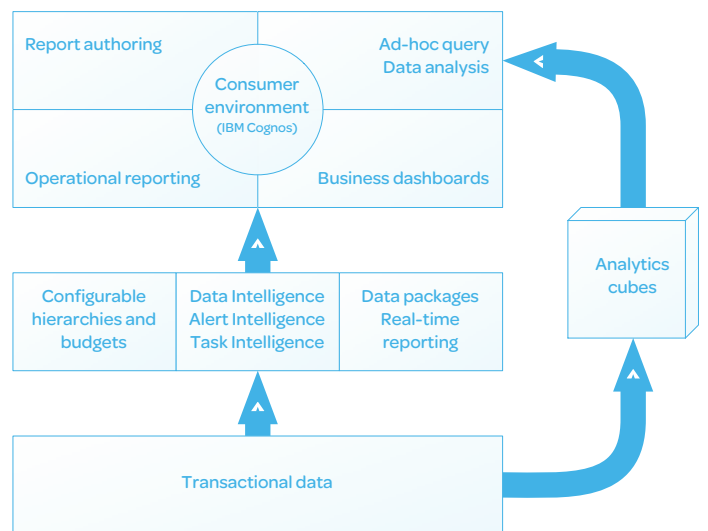 Report authoring
Ad-hoc query
Data analysis
Consumer
environment
(IBM Cognos)
Operational reporting
Business dashboards
Analytics
cubes
Configurable
hierarchies and
budgets
Data Intelligence
Alert Intelligence
Task Intelligence
Data packages
Real-time
reporting
Transactional data